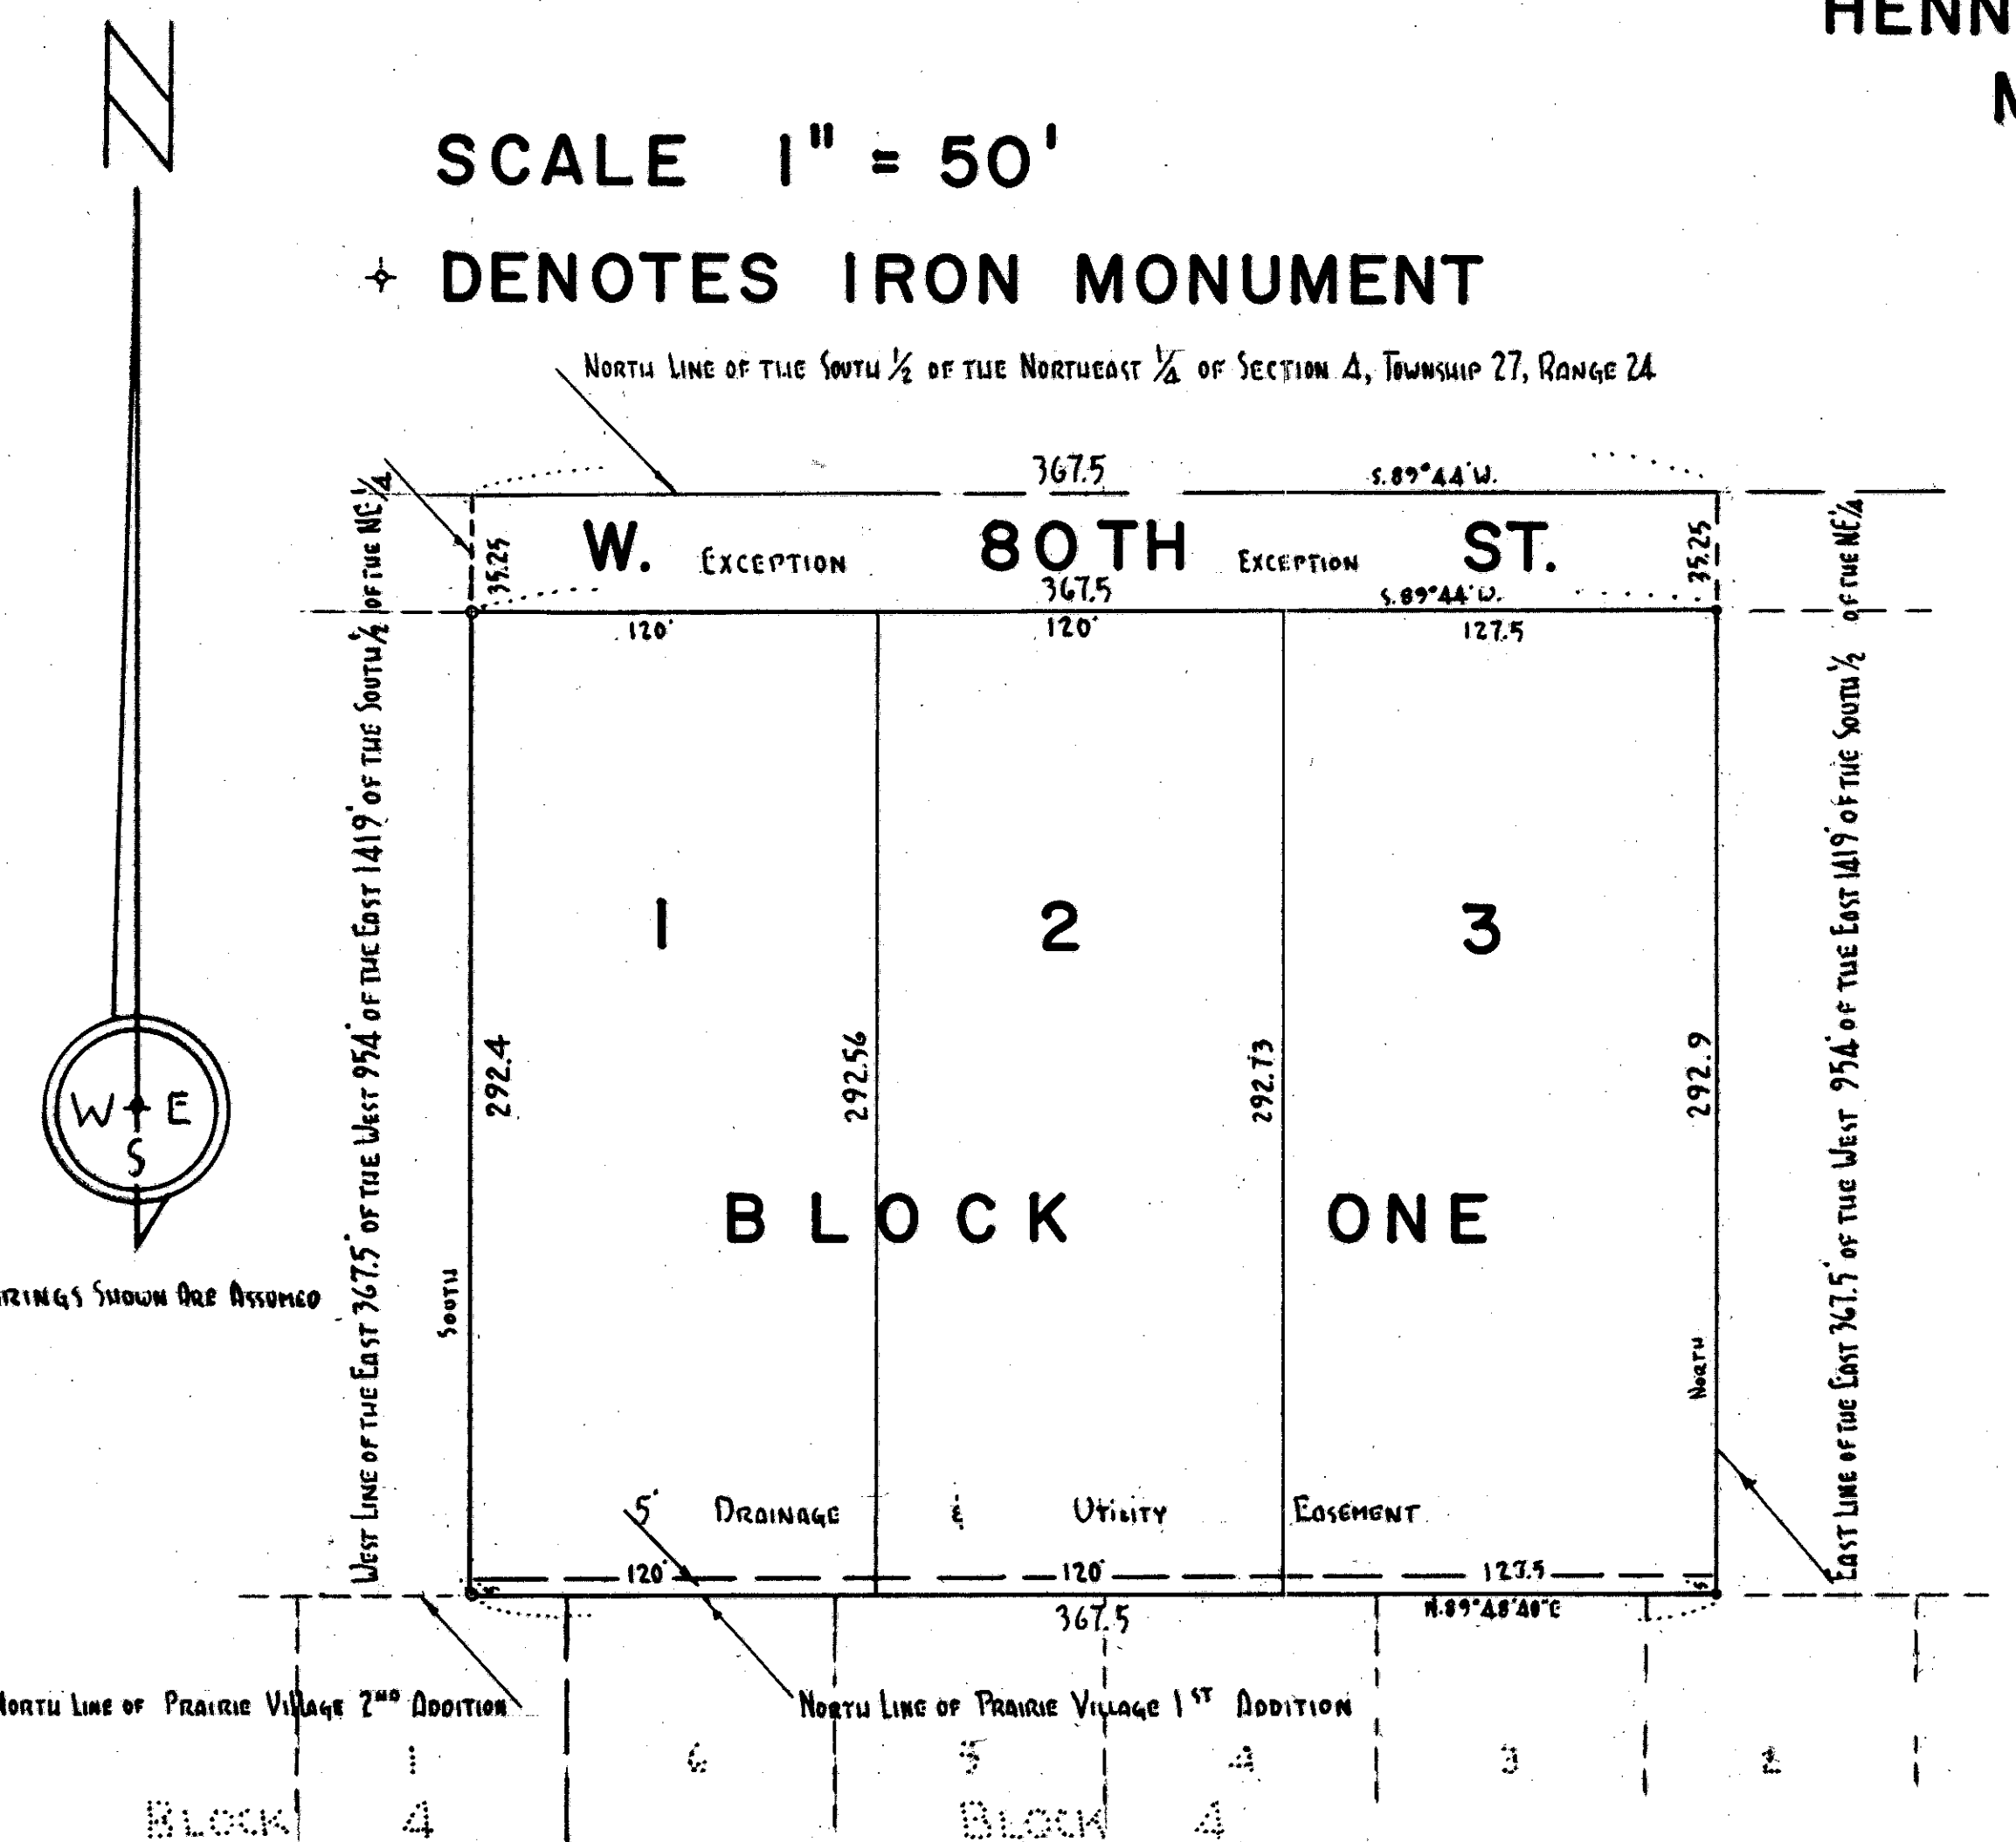 HENN
M
N
SCALE 1" = 50'
DENOTES IRON MONUMENT
NORTH LINE OF THE SOUTH 1/2 OF THE NORTHEAST 1/4 OF SECTION 4, TOWNSHIP 27, RANGE 24
367.5 S.89°44'W.
35.25 W. EXCEPTION 80TH EXCEPTION ST. 35.25
367.5 S.89°44'W.
120' 120' 127.5
WEST LINE OF THE EAST 367.5' OF THE WEST 954' OF THE EAST 1419' OF THE SOUTH 1/2 OF THE NE 1/4
EAST LINE OF THE EAST 367.5' OF THE WEST 954' OF THE EAST 1419' OF THE SOUTH 1/2 OF THE NE 1/4
1 2 3
292.4 292.56 292.73 292.9
W E
S
BLOCK ONE
RINGS SHOWN ARE ASSUMED
SOUTH
NORTH
5' DRAINAGE & UTILITY EASEMENT
120' 120' 127.5
5' 5'
367.5 N.89°48'40"E
NORTH LINE OF PRAIRIE VILLAGE 2ND ADDITION
NORTH LINE OF PRAIRIE VILLAGE 1ST ADDITION
1 6 5 4 3 2
BLOCK 4 BLOCK 4